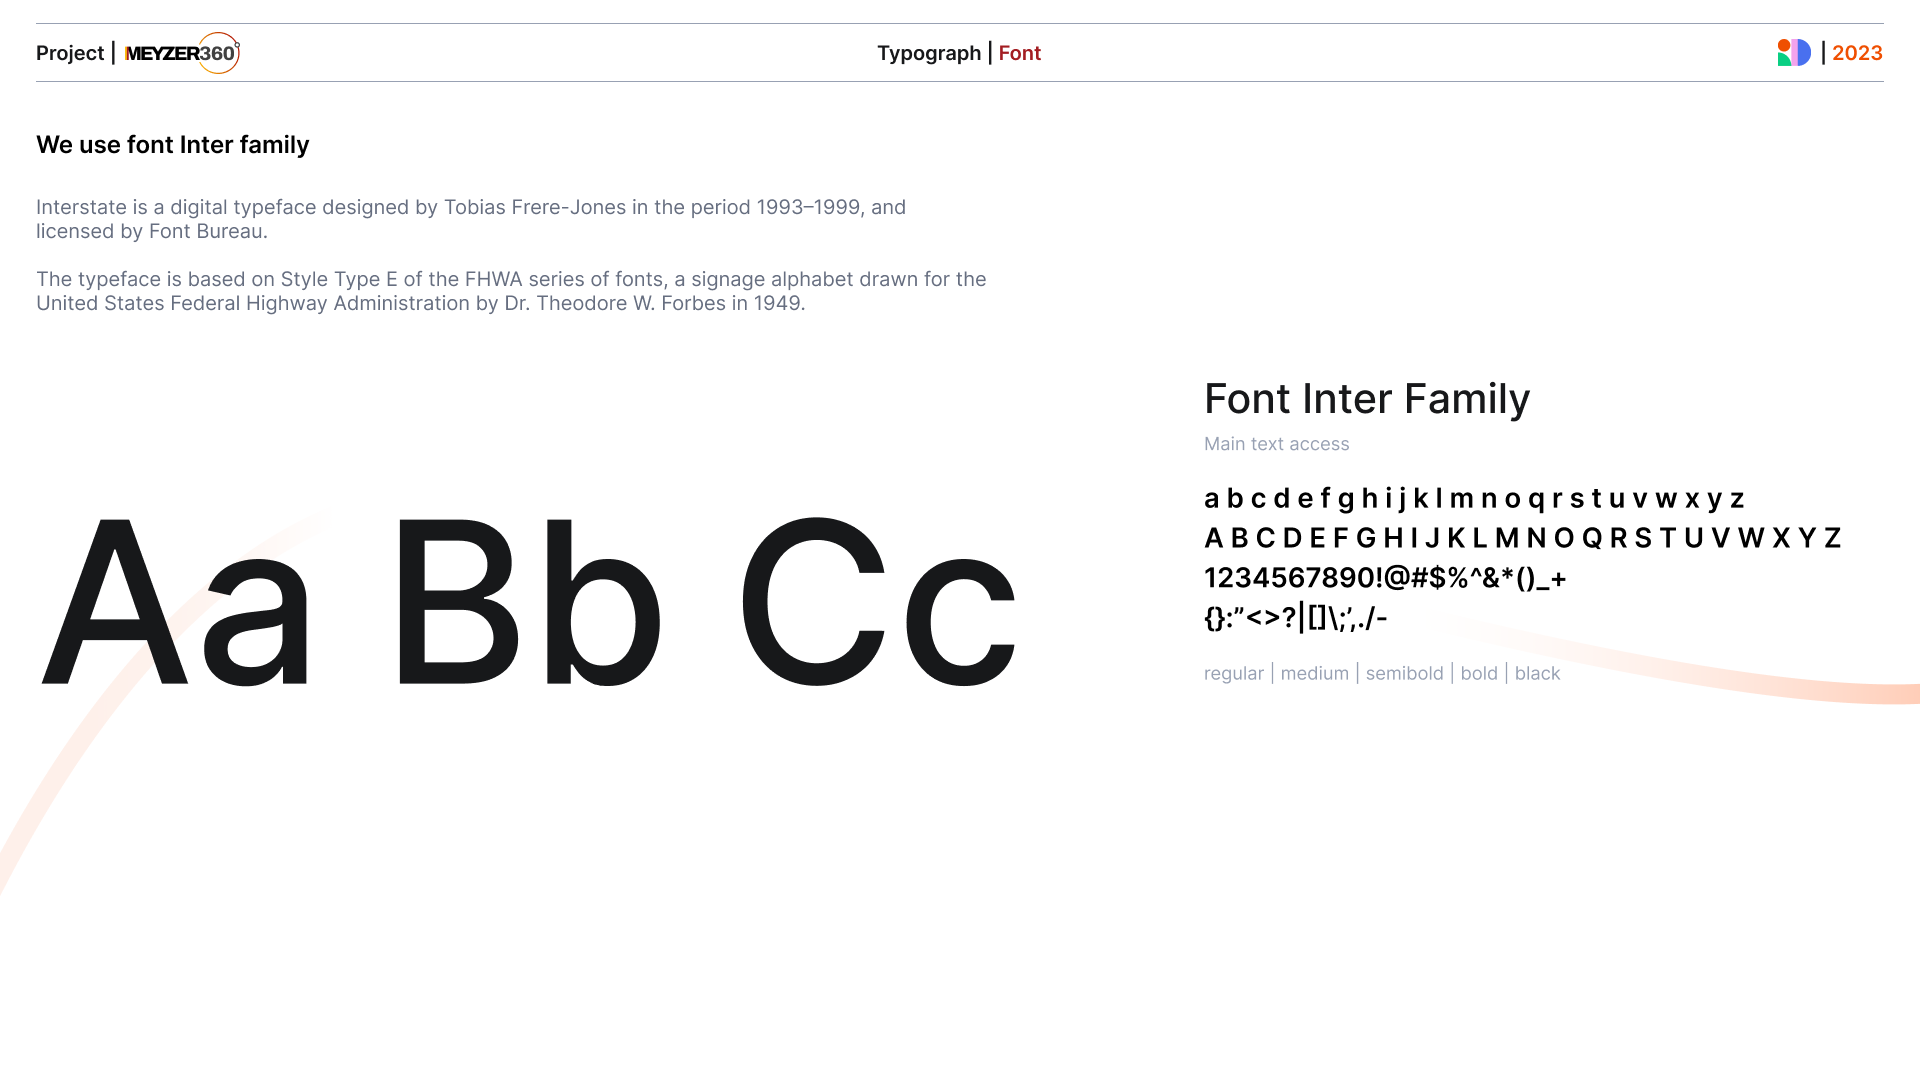 Project | MEYZER360°
Typograph | Font
| 2023
We use font Inter family
Interstate is a digital typeface designed by Tobias Frere-Jones in the period 1993–1999, and
licensed by Font Bureau.
The typeface is based on Style Type E of the FHWA series of fonts, a signage alphabet drawn for the
United States Federal Highway Administration by Dr. Theodore W. Forbes in 1949.
Aa Bb Cc
Font Inter Family
Main text access
a b c d e f g h i j k l m n o q r s t u v w x y z
A B C D E F G H I J K L M N O Q R S T U V W X Y Z
1234567890!@#$%^&*()_+
{}:”<>?|[]\;’,./-
regular | medium | semibold | bold | black